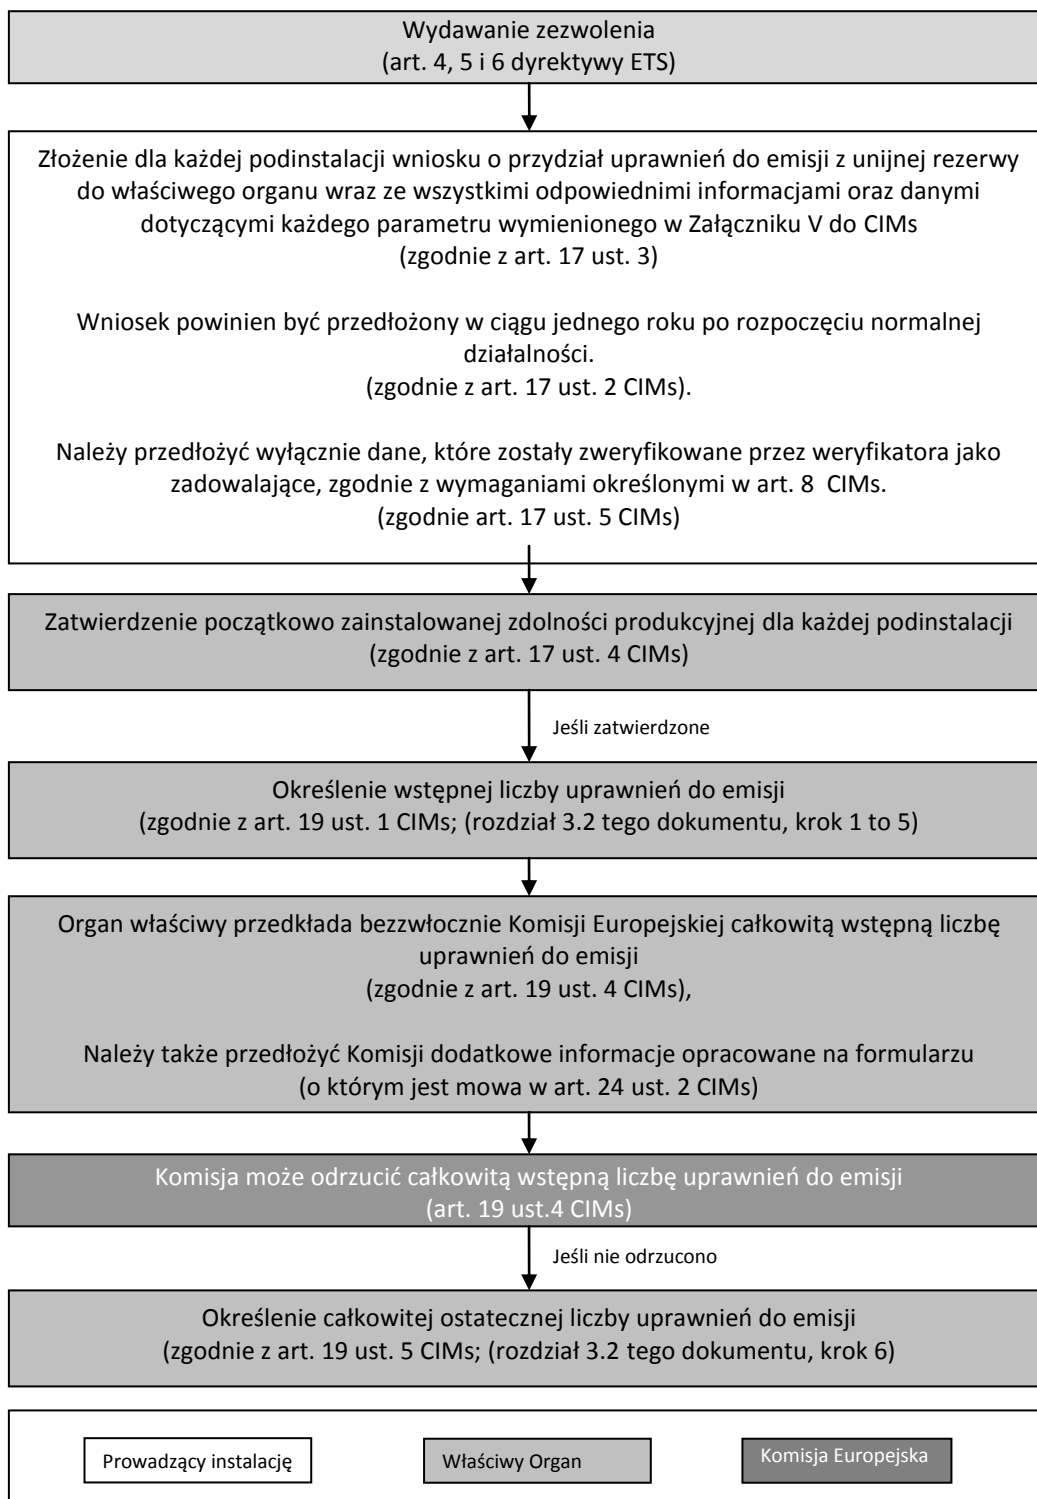 Wydawanie zezwolenia
(art. 4, 5 i 6 dyrektywy ETS)
Złożenie dla każdej podinstalacji wniosku o przydział uprawnień do emisji z unijnej rezerwy
do właściwego organu wraz ze wszystkimi odpowiednimi informacjami oraz danymi
dotyczącymi każdego parametru wymienionego w Załączniku V do CIMs
(zgodnie z art. 17 ust. 3)
Wniosek powinien być przedłożony w ciągu jednego roku po rozpoczęciu normalnej
działalności.
(zgodnie z art. 17 ust. 2 CIMs).
Należy przedłożyć wyłącznie dane, które zostały zweryfikowane przez weryfikatora jako
zadowalające, zgodnie z wymaganiami określonymi w art. 8 CIMs.
(zgodnie art. 17 ust. 5 CIMs)
Zatwierdzenie początkowo zainstalowanej zdolności produkcyjnej dla każdej podinstalacji
(zgodnie z art. 17 ust. 4 CIMs)
Jeśli zatwierdzone
Określenie wstępnej liczby uprawnień do emisji
(zgodnie z art. 19 ust. 1 CIMs; (rozdział 3.2 tego dokumentu, krok 1 to 5)
Organ właściwy przedkłada bezzwłocznie Komisji Europejskiej całkowitą wstępną liczbę
uprawnień do emisji
(zgodnie z art. 19 ust. 4 CIMs),
Należy także przedłożyć Komisji dodatkowe informacje opracowane na formularzu
(o którym jest mowa w art. 24 ust. 2 CIMs)
Komisja może odrzucić całkowitą wstępną liczbę uprawnień do emisji
(art. 19 ust.4 CIMs)
Jeśli nie odrzucono
Określenie całkowitej ostatecznej liczby uprawnień do emisji
(zgodnie z art. 19 ust. 5 CIMs; (rozdział 3.2 tego dokumentu, krok 6)
Prowadzący instalację
Właściwy Organ
Komisja Europejska